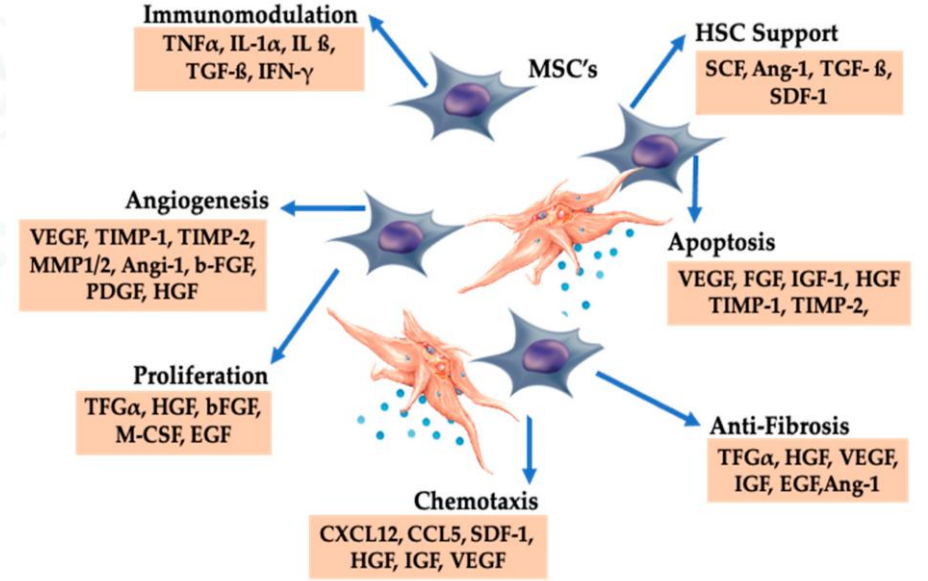 Immunomodulation
TNFα, IL-1α, IL ß,
TGF-ß, IFN-γ
MSC's
HSC Support
SCF, Ang-1, TGF- ß,
SDF-1
Angiogenesis
VEGF, TIMP-1, TIMP-2,
MMP1/2, Angi-1, b-FGF,
PDGF, HGF
Apoptosis
VEGF, FGF, IGF-1, HGF
TIMP-1, TIMP-2,
Proliferation
TFGα, HGF, bFGF,
M-CSF, EGF
Anti-Fibrosis
TFGα, HGF, VEGF,
IGF, EGF,Ang-1
Chemotaxis
CXCL12, CCL5, SDF-1,
HGF, IGF, VEGF